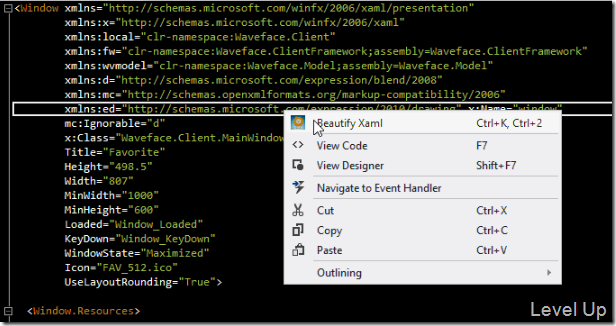 <Window xmlns="http://schemas.microsoft.com/winfx/2006/xaml/presentation"
xmlns:x="http://schemas.microsoft.com/winfx/2006/xaml"
xmlns:local="clr-namespace:Waveface.Client"
xmlns:fw="clr-namespace:Waveface.ClientFramework;assembly=Waveface.ClientFramework"
xmlns:wvmodel="clr-namespace:Waveface.Model;assembly=Waveface.Model"
xmlns:d="http://schemas.microsoft.com/expression/blend/2008"
xmlns:mc="http://schemas.openxmlformats.org/markup-compatibility/2006"
xmlns:ed="http://schemas.microsoft.com/expression/2010/drawing" x:Name="window"
mc:Ignorable="d"
x:Class="Waveface.Client.MainWindow
Title="Favorite"
Height="498.5"
Width="807"
MinWidth="1000"
MinHeight="600"
Loaded="Window_Loaded"
KeyDown="Window_KeyDown"
WindowState="Maximized"
Icon="FAV_512.ico"
UseLayoutRounding="True">
<Window.Resources>
Beautify Xaml Ctrl+K, Ctrl+2
View Code F7
View Designer Shift+F7
Navigate to Event Handler
Cut Ctrl+X
Copy Ctrl+C
Paste Ctrl+V
Outlining
Level Up